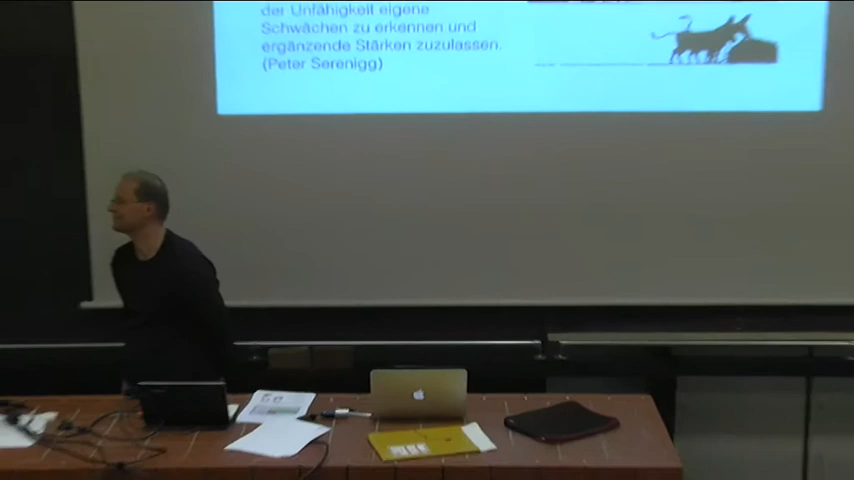 der Unfähigkeit eigene
Schwächen zu erkennen und
ergänzende Stärken zuzulassen.
(Peter Serenigg)